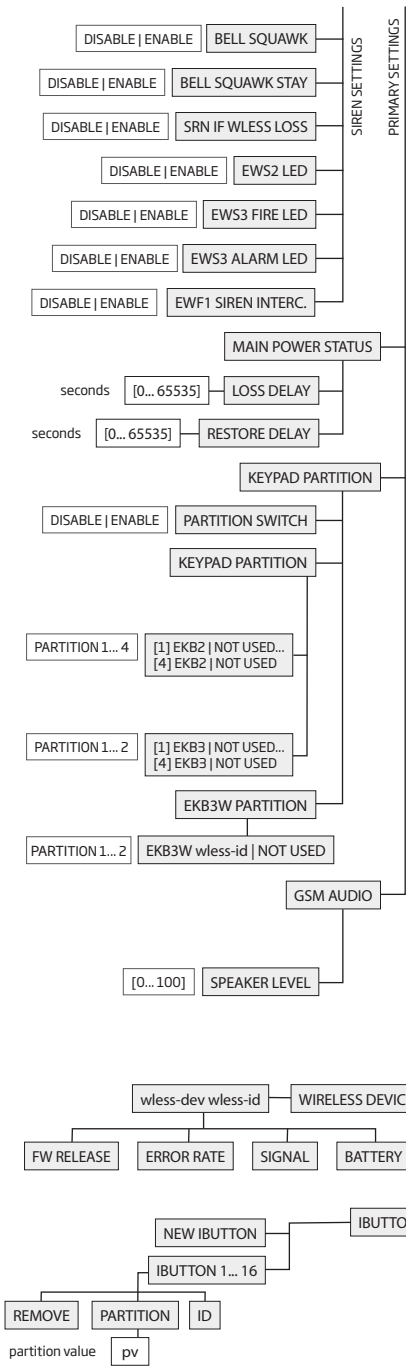 SIREN SETTINGS
PRIMARY SETTINGS
DISABLE | ENABLE BELL SQUAWK
DISABLE | ENABLE BELL SQUAWK STAY
DISABLE | ENABLE SRN IF WLESS LOSS
DISABLE | ENABLE EWS2 LED
DISABLE | ENABLE EWS3 FIRE LED
DISABLE | ENABLE EWS3 ALARM LED
DISABLE | ENABLE EWF1 SIREN INTERC.
MAIN POWER STATUS
seconds [0... 65535] LOSS DELAY
seconds [0... 65535] RESTORE DELAY
KEYPAD PARTITION
DISABLE | ENABLE PARTITION SWITCH
KEYPAD PARTITION
PARTITION 1... 4 [1] EKB2 | NOT USED...
[4] EKB2 | NOT USED
PARTITION 1... 2 [1] EKB3 | NOT USED...
[4] EKB3 | NOT USED
EKB3W PARTITION
PARTITION 1... 2 EKB3W wless-id | NOT USED
GSM AUDIO
[0... 100] SPEAKER LEVEL
wless-dev wless-id WIRELESS DEVIC
FW RELEASE ERROR RATE SIGNAL BATTERY
IBUTTO
NEW IBUTTON
IBUTTON 1... 16
REMOVE PARTITION ID
partition value pv